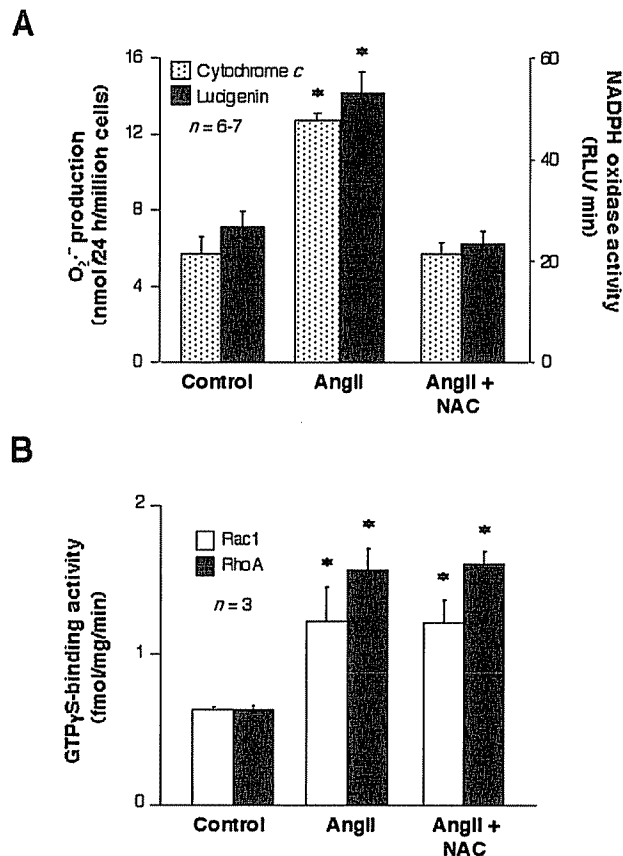 A
16
12
8
4
0
O2·− production
(nmol/24 h/million cells)
Cytochrome c
Lucigenin
n = 6-7
*
*
60
40
20
0
NADPH oxidase activity
(RLU/ min)
Control
AngII
AngII +
NAC
B
2
1
0
GTPγS-binding activity
(fmol/mg/min)
Rac1
RhoA
n = 3
*
*
*
*
Control
AngII
AngII +
NAC